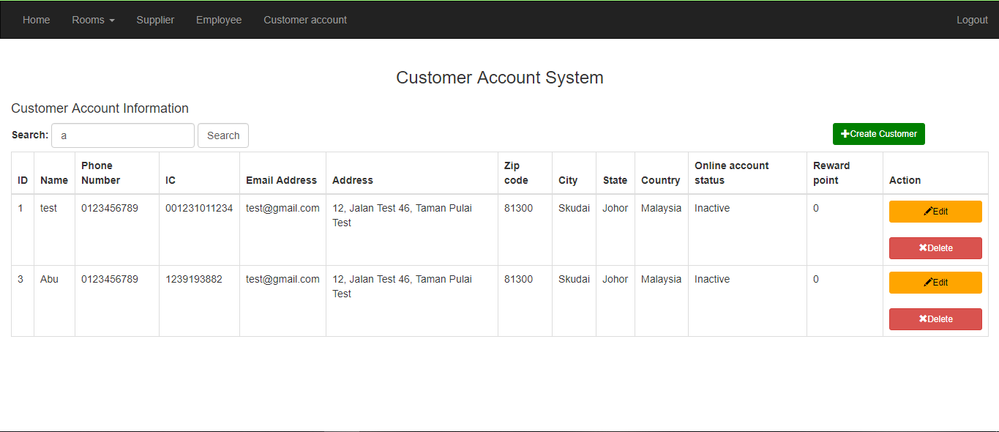 Home Rooms Supplier Employee Customer account Logout
Customer Account System
Customer Account Information
Search: a Search Create Customer
ID Name Phone Number IC Email Address Address Zip code City State Country Online account status Reward point Action
1 test 0123456789 001231011234 test@gmail.com 12, Jalan Test 46, Taman Pulai 81300 Skudai Johor Malaysia Inactive 0 Edit
Test
Delete
3 Abu 0123456789 1239193882 test@gmail.com 12, Jalan Test 46, Taman Pulai 81300 Skudai Johor Malaysia Inactive 0 Edit
Test
Delete